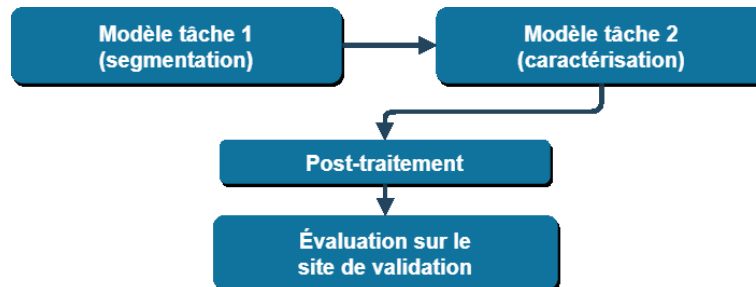 Modèle tâche 1
(segmentation)
Modèle tâche 2
(caractérisation)
Post-traitement
Évaluation sur le
site de validation